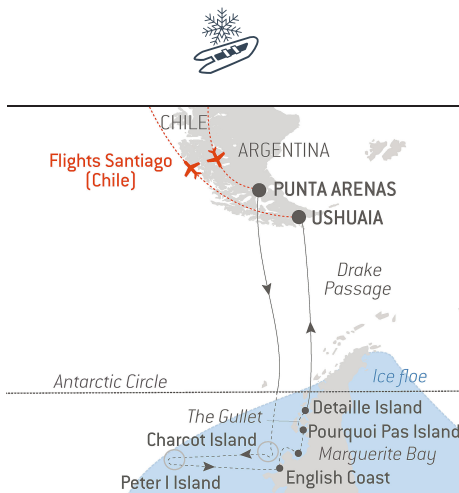 CHILE
ARGENTINA
Flights Santiago
(Chile)
PUNTA ARENAS
USHUAIA
Drake
Passage
Antarctic Circle
Ice floe
Detaille Island
The Gullet
Pourquoi Pas Island
Charcot Island
Marguerite Bay
Peter I Island
English Coast